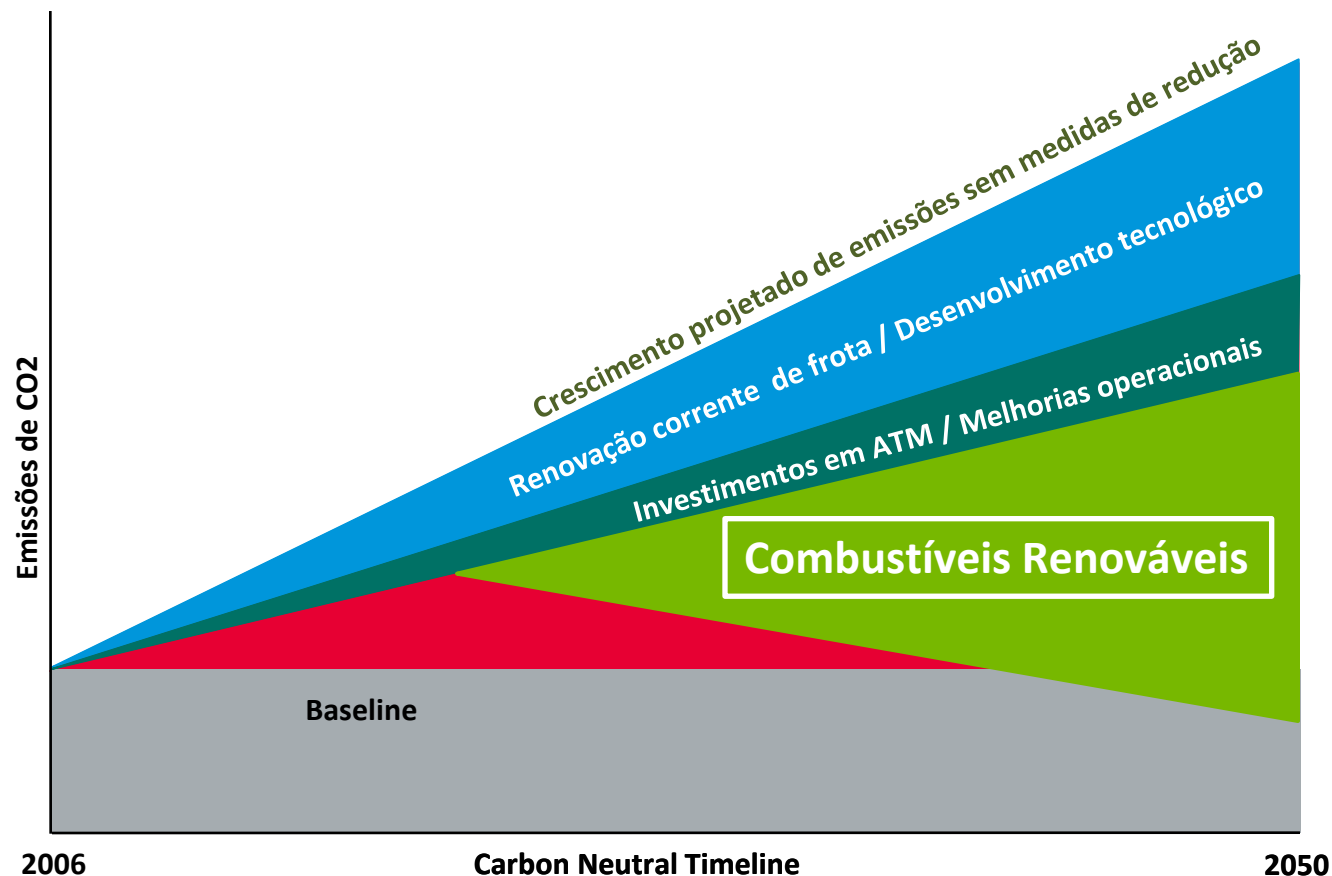 Crescimento projetado de emissões sem medidas de redução
Renovação corrente de frota / Desenvolvimento tecnológico
Investimentos em ATM / Melhorias operacionais
Combustíveis Renováveis
Emissões de CO2
Baseline
2006
Carbon Neutral Timeline
2050